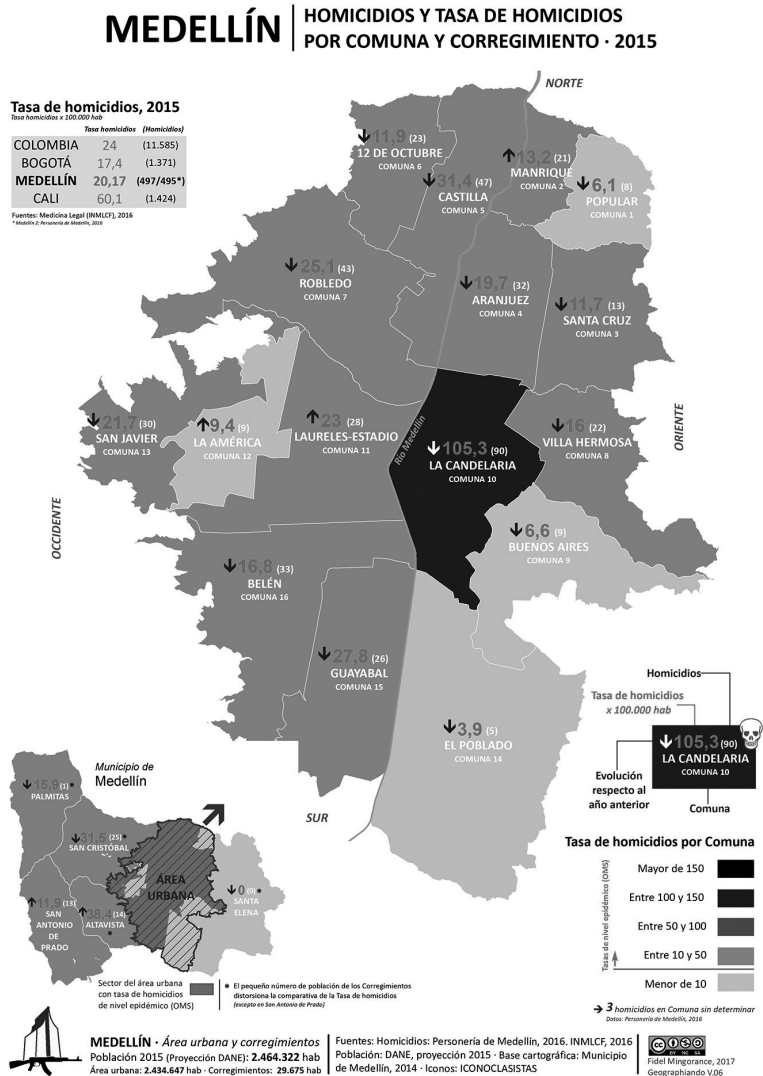 MEDELLÍN
HOMICIDIOS Y TASA DE HOMICIDIOS
POR COMUNA Y CORREGIMIENTO · 2015
Tasa de homicidios, 2015
Tasa homicidios x 100.000 hab
Tasa homicidios (Homicidios)
COLOMBIA 24 (11.585)
BOGOTÁ 17,4 (1.371)
MEDELLÍN 20,17 (497/495*)
CALI 60,1 (1.424)
Fuentes: Medicina Legal (INMLCF), 2016
* Medellín 2: Personería de Medellín, 2016
NORTE
11,9 (23)
12 DE OCTUBRE
COMUNA 6
31,4 (47)
CASTILLA
COMUNA 5
13,2 (21)
MANRIQUE
COMUNA 2
6,1 (8)
POPULAR
COMUNA 1
25,1 (43)
ROBLEDO
COMUNA 7
19,7 (32)
ARANJUEZ
COMUNA 4
11,7 (13)
SANTA CRUZ
COMUNA 3
21,7 (30)
SAN JAVIER
COMUNA 13
9,4 (9)
LA AMÉRICA
COMUNA 12
23 (28)
LAURELES-ESTADIO
COMUNA 11
Río Medellín
105,3 (90)
LA CANDELARIA
COMUNA 10
16 (22)
VILLA HERMOSA
COMUNA 8
ORIENTE
OCCIDENTE
6,6 (9)
BUENOS AIRES
COMUNA 9
16,8 (33)
BELÉN
COMUNA 16
27,8 (26)
GUAYABAL
COMUNA 15
3,9 (5)
EL POBLADO
COMUNA 14
SUR
Homicidios
Tasa de homicidios
x 100.000 hab
105,3 (90)
LA CANDELARIA
COMUNA 10
Evolución
respecto al
año anterior
Comuna
Municipio de
Medellín
15,9 (1) *
PALMITAS
31,5 (25) *
SAN CRISTÓBAL
ÁREA
URBANA
0 (0) *
SANTA
ELENA
11,9 (13)
SAN
ANTONIO
DE
PRADO
38,4 (14)
ALTAVISTA
*
Sector del área urbana
con tasa de homicidios
de nivel epidémico (OMS)
* El pequeño número de población de los Corregimientos
distorsiona la comparativa de la Tasa de homicidios
(excepto en San Antonio de Prado)
Tasa de homicidios por Comuna
Tasas de nivel epidémico (OMS)
Mayor de 150
Entre 100 y 150
Entre 50 y 100
Entre 10 y 50
Menor de 10
3 homicidios en Comuna sin determinar
Datos: Personería de Medellín, 2016
MEDELLÍN · Área urbana y corregimientos
Población 2015 (Proyección DANE): 2.464.322 hab
Área urbana: 2.434.647 hab · Corregimientos: 29.675 hab
Fuentes: Homicidios: Personería de Medellín, 2016. INMLCF, 2016
Población: DANE, proyección 2015 · Base cartográfica: Municipio
de Medellín, 2014 · Iconos: ICONOCLASISTAS
CC
BY NC SA
Fidel Mingorance, 2017
Geographiando V.06